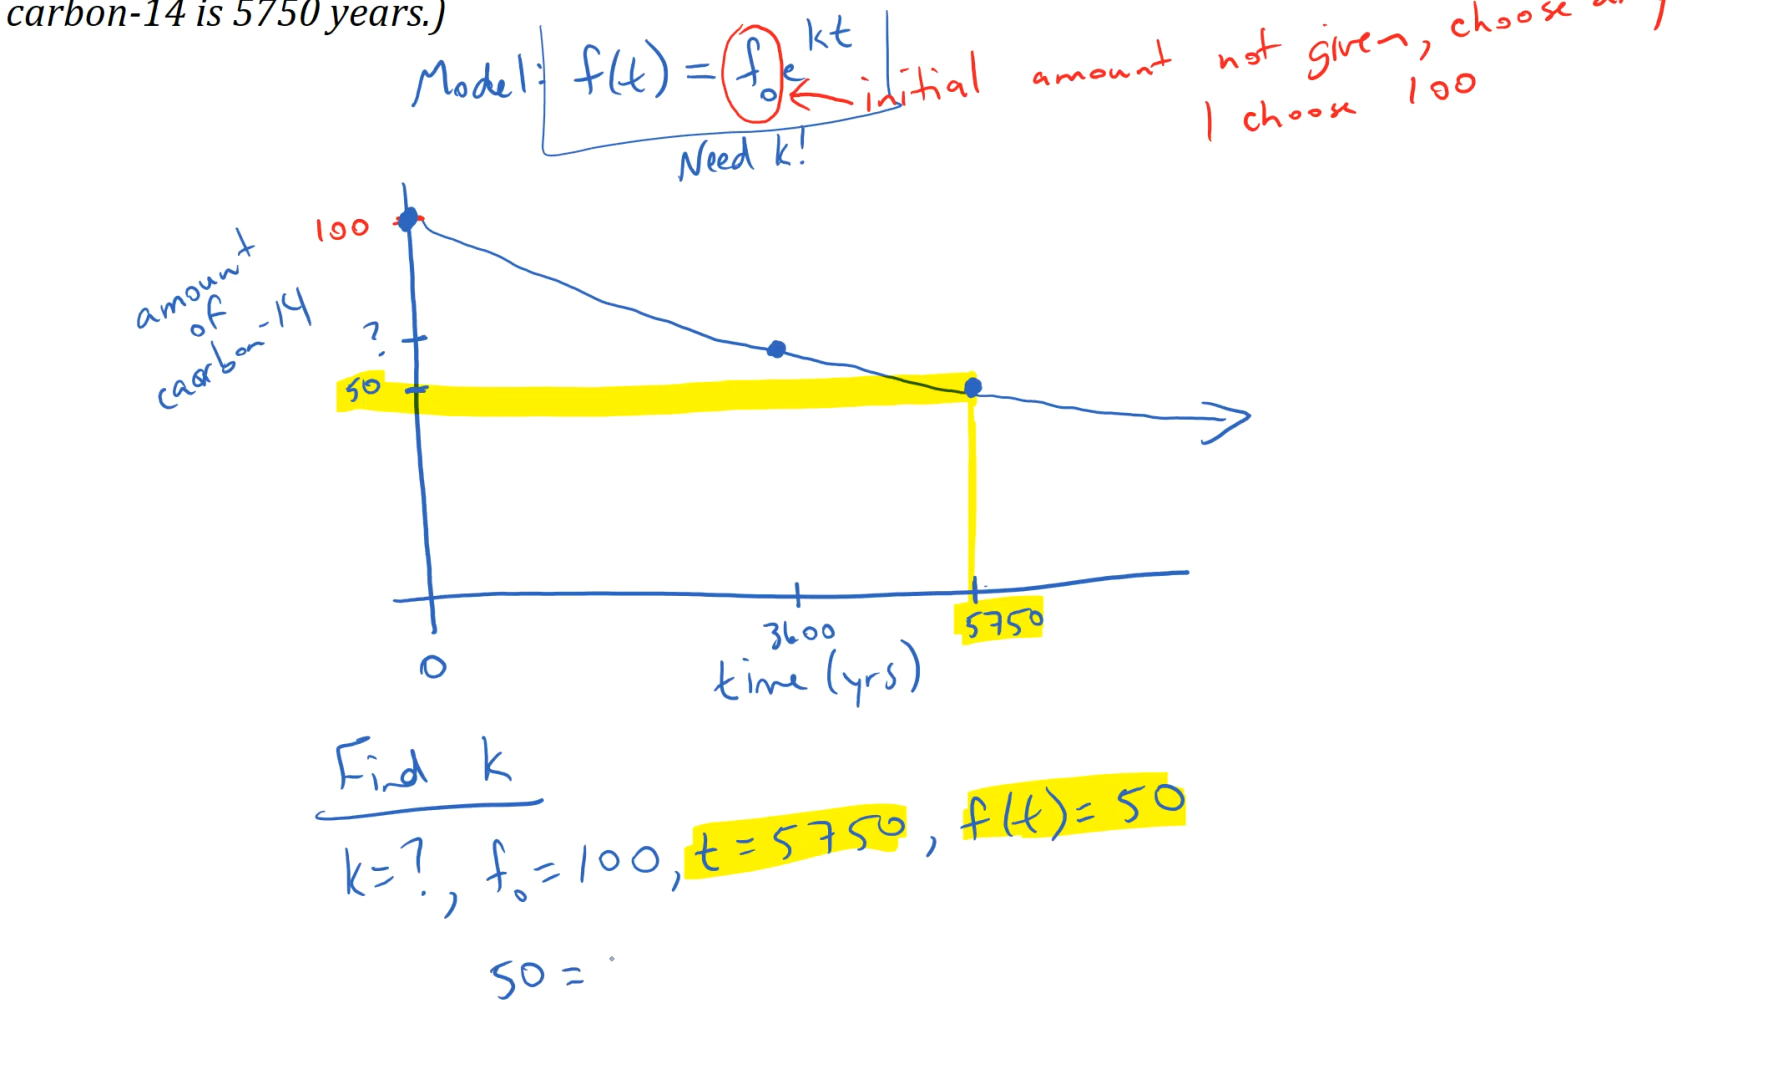 carbon-14 is 5750 years.)
Model: f(t) = f₀e^kt
initial amount not given, choose
I choose 100
Need k!
100
amount
of
carbon-14
?
50
3600
5750
0
time (yrs)
Find k
k=?, f₀=100, t=5750, f(t)=50
50=